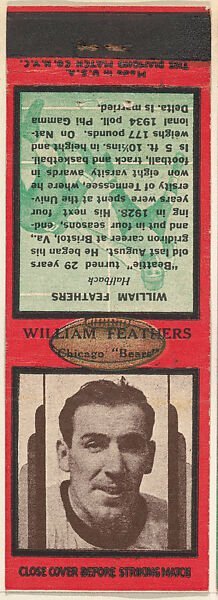 Made in U.S.A.
THE DIAMOND MATCH CO. N.Y.C.
WILLIAM FEATHERS
Halfback
"Beattie" turned 29 years
old last August. He began his
gridiron career at Bristol, Va.,
and put in four seasons, end-
ing in 1928. His next four
years were spent at the Univ-
ersity of Tennessee, where he
won eight varsity awards in
football, track and basketball.
Is 5 ft. 10½ ins. in height and
weighs 177 pounds. On Nat-
ional 1934 poll. Phi Gamma
Delta. Is married.
WILLIAM FEATHERS
Chicago "Bears"
CLOSE COVER BEFORE STRIKING MATCH